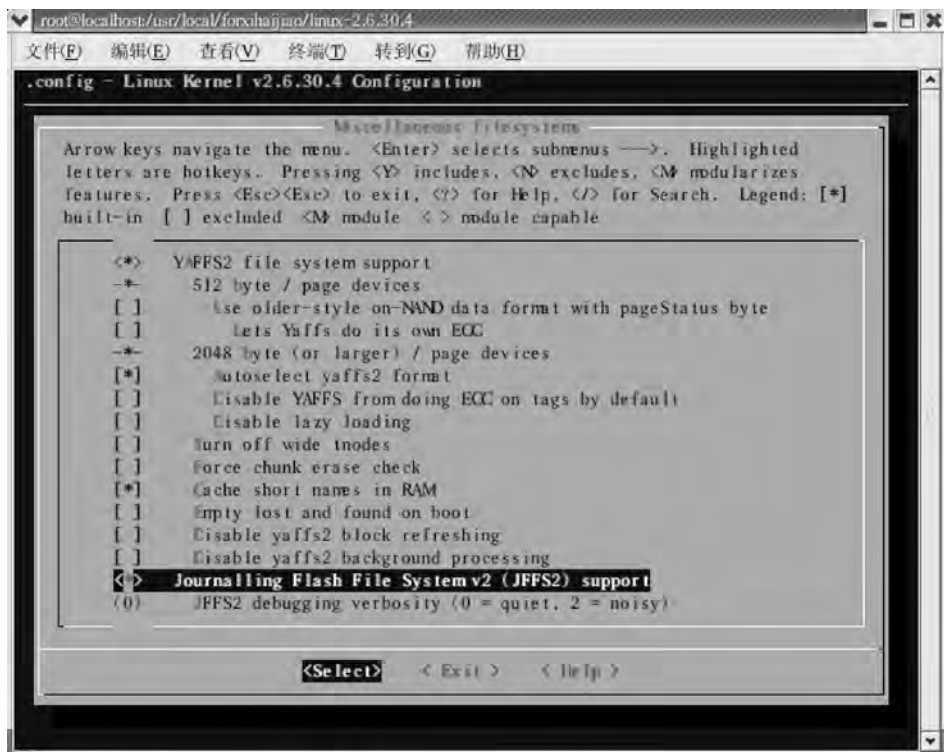 root@localhost:/usr/local/forxihaijiao/linux-2.6.30.4
文件(F) 编辑(E) 查看(V) 终端(T) 转到(G) 帮助(H)
.config - Linux Kernel v2.6.30.4 Configuration
Miscellaneous filesystems
Arrow keys navigate the menu. <Enter> selects submenus --->. Highlighted
letters are hotkeys. Pressing <Y> includes, <N> excludes, <M> modularizes
features. Press <Esc><Esc> to exit, <?> for Help, </> for Search. Legend: [*]
built-in [ ] excluded <M> module < > module capable
<*> YAFFS2 file system support
-*- 512 byte / page devices
[ ] Use older-style on-NAND data format with pageStatus byte
[ ] Lets Yaffs do its own ECC
-*- 2048 byte (or larger) / page devices
[*] Autoselect yaffs2 format
[ ] Disable YAFFS from doing ECC on tags by default
[ ] Disable lazy loading
[ ] Turn off wide tnodes
[ ] Force chunk erase check
[*] Cache short names in RAM
[ ] Empty lost and found on boot
[ ] Disable yaffs2 block refreshing
[ ] Disable yaffs2 background processing
<*> Journalling Flash File System v2 (JFFS2) support
(0) JFFS2 debugging verbosity (0 = quiet, 2 = noisy)
<Select> < Exit > < Help >